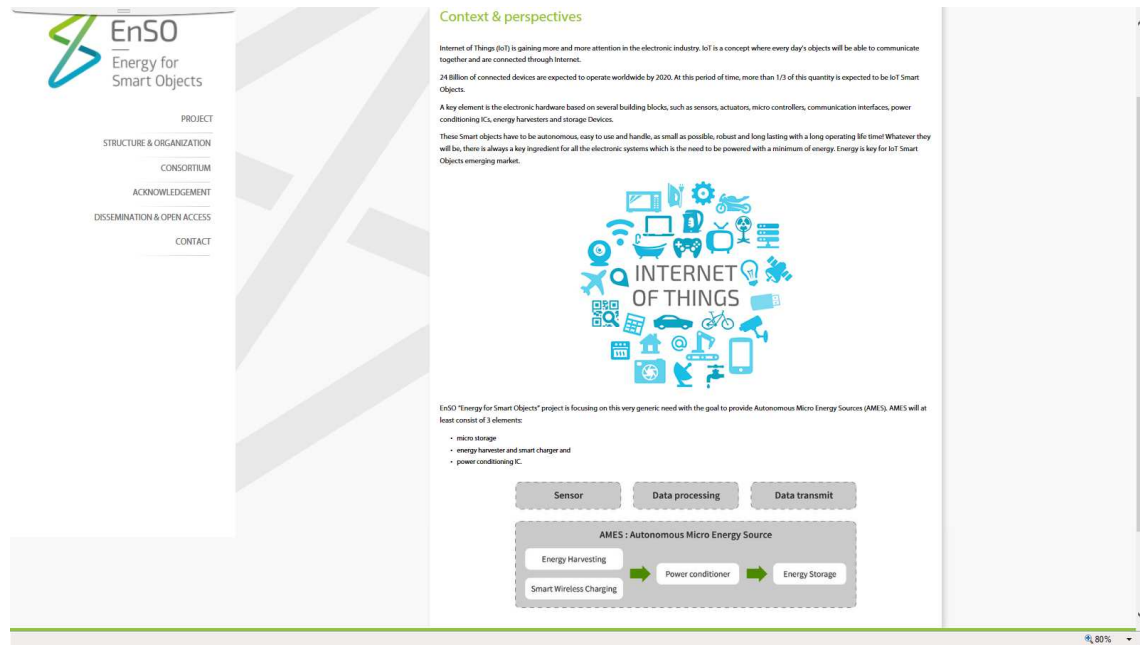 EnSO
Energy for
Smart Objects
PROJECT
STRUCTURE & ORGANIZATION
CONSORTIUM
ACKNOWLEDGEMENT
DISSEMINATION & OPEN ACCESS
CONTACT
Context & perspectives
Internet of Things (IoT) is gaining more and more attention in the electronic industry. IoT is a concept where every day's objects will be able to communicate
together and are connected through Internet.
24 Billion of connected devices are expected to operate worldwide by 2020. At this period of time, more than 1/3 of this quantity is expected to be IoT Smart
Objects.
A key element is the electronic hardware based on several building blocks, such as sensors, actuators, micro controllers, communication interfaces, power
conditioning ICs, energy harvesters and storage Devices.
These Smart objects have to be autonomous, easy to use and handle, as small as possible, robust and long lasting with a long operating life time! Whatever they
will be, there is always a key ingredient for all the electronic systems which is the need to be powered with a minimum of energy. Energy is key for IoT Smart
Objects emerging market.
INTERNET
OF THINGS
@
EnSO "Energy for Smart Objects" project is focusing on this very generic need with the goal to provide Autonomous Micro Energy Sources (AMES). AMES will at
least consist of 3 elements:
• micro storage
• energy harvester and smart charger and
• power conditioning IC.
Sensor
Data processing
Data transmit
AMES : Autonomous Micro Energy Source
Energy Harvesting
Smart Wireless Charging
Power conditioner
Energy Storage
80%